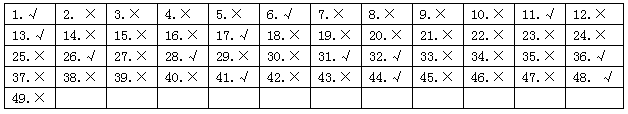 1. √ 2. × 3. × 4. × 5. × 6. √ 7. × 8. × 9. × 10. × 11. √ 12. ×
13. √ 14. × 15. × 16. × 17. √ 18. × 19. × 20. × 21. × 22. × 23. × 24. ×
25. × 26. √ 27. × 28. √ 29. × 30. × 31. √ 32. √ 33. × 34. × 35. × 36. √
37. × 38. × 39. × 40. × 41. √ 42. × 43. × 44. √ 45. × 46. × 47. × 48. √
49. ×